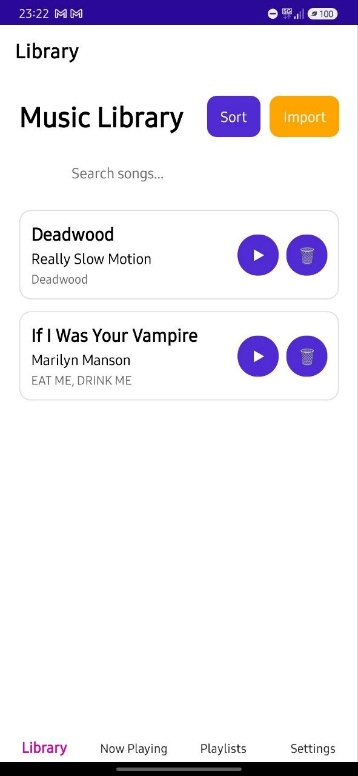 23:22
100
Library
Music Library
Sort
Import
Search songs...
Deadwood
Really Slow Motion
Deadwood
If I Was Your Vampire
Marilyn Manson
EAT ME, DRINK ME
Library
Now Playing
Playlists
Settings